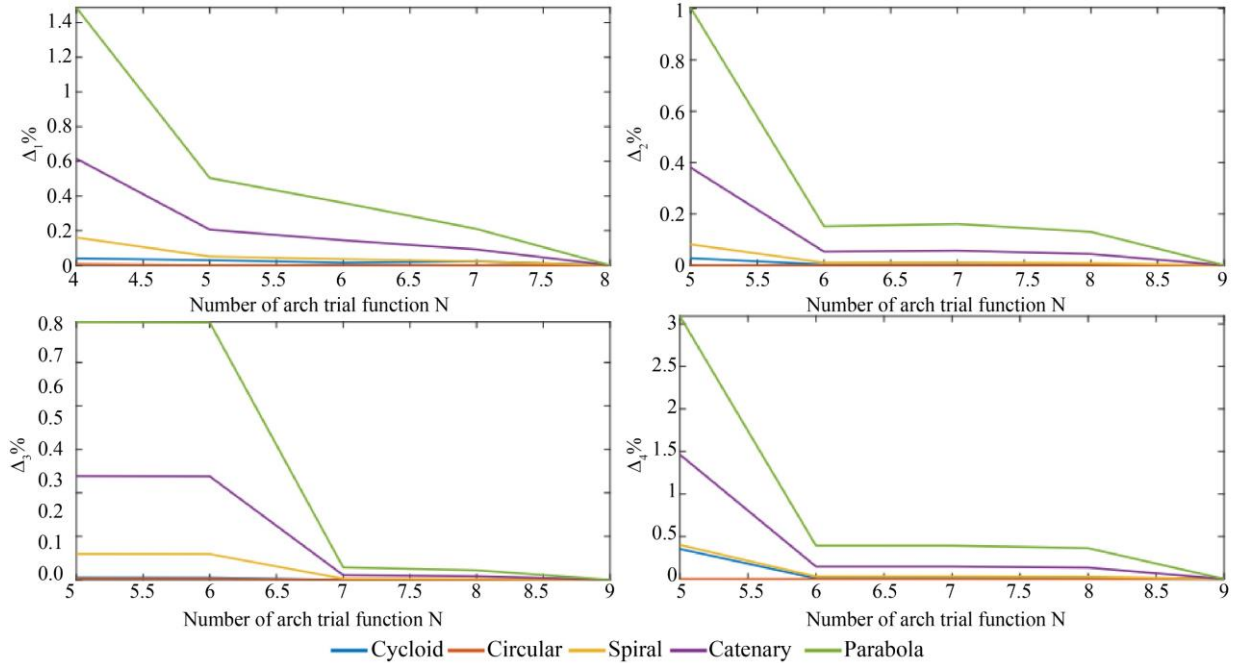 1.4
1.2
1
0.8
0.6
0.4
0.2
0
Δ₁%
4 4.5 5 5.5 6 6.5 7 7.5 8
Number of arch trial function N
1
0.8
0.6
0.4
0.2
0
Δ₂%
5 5.5 6 6.5 7 7.5 8 8.5 9
Number of arch trial function N
0.8
0.7
0.6
0.5
0.4
0.3
0.2
0.1
0.0
Δ₃%
5 5.5 6 6.5 7 7.5 8 8.5 9
Number of arch trial function N
3
2.5
2
1.5
1
0.5
0
Δ₄%
5 5.5 6 6.5 7 7.5 8 8.5 9
Number of arch trial function N
Cycloid Circular Spiral Catenary Parabola